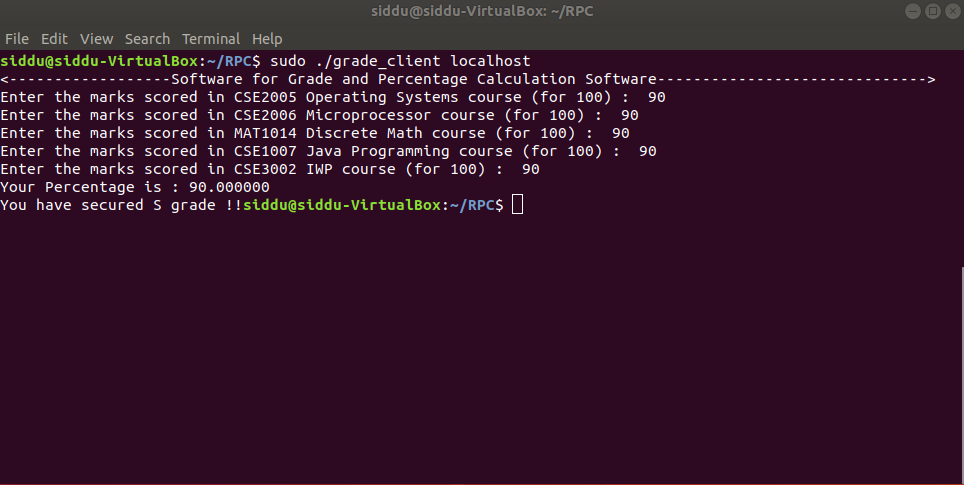 siddu@siddu-VirtualBox: ~/RPC
File Edit View Search Terminal Help
siddu@siddu-VirtualBox:~/RPC$ sudo ./grade_client localhost
<------------------Software for Grade and Percentage Calculation Software------------------------------>
Enter the marks scored in CSE2005 Operating Systems course (for 100) :  90
Enter the marks scored in CSE2006 Microprocessor course (for 100) :  90
Enter the marks scored in MAT1014 Discrete Math course (for 100) :  90
Enter the marks scored in CSE1007 Java Programming course (for 100) :  90
Enter the marks scored in CSE3002 IWP course (for 100) :  90
Your Percentage is : 90.000000
You have secured S grade !!siddu@siddu-VirtualBox:~/RPC$